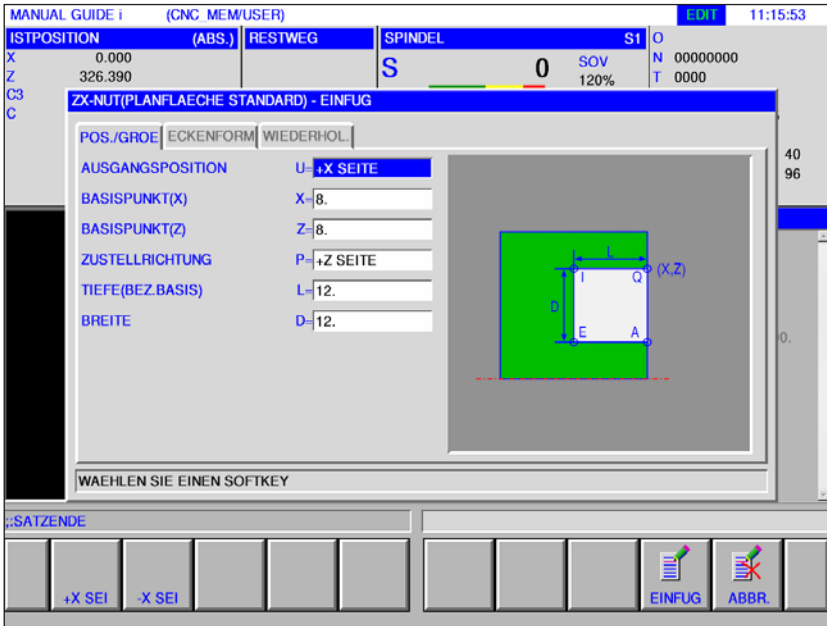 MANUAL GUIDE i (CNC_MEM/USER) EDIT 11:15:53
ISTPOSITION (ABS.) RESTWEG SPINDEL S1 O
X 0.000 N 00000000
Z 326.390 S 0 SOV 120% T 0000
C3
C
ZX-NUT(PLANFLAECHE STANDARD) - EINFUG
POS./GROE ECKENFORM WIEDERHOL.
40
96
AUSGANGSPOSITION U= +X SEITE
BASISPUNKT(X) X= 8.
BASISPUNKT(Z) Z= 8.
ZUSTELLRICHTUNG P= +Z SEITE
TIEFE(BEZ.BASIS) L= 12.
BREITE D= 12.
L
I Q (X,Z)
D
E A
0.
WAEHLEN SIE EINEN SOFTKEY
;:SATZENDE
+X SEI -X SEI EINFUG ABBR.